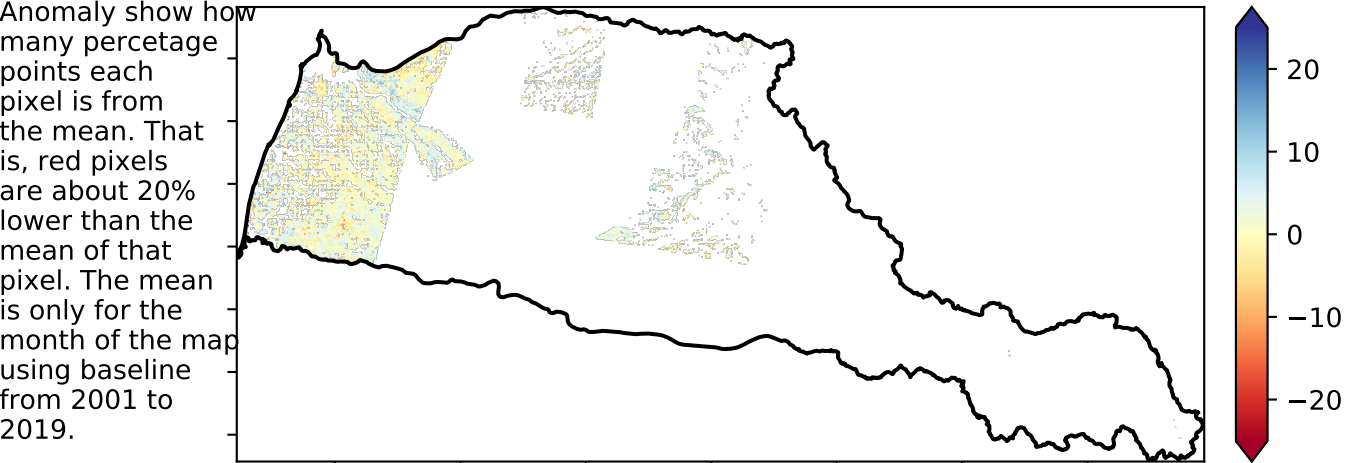 Anomaly show how
many percetage
points each
pixel is from
the mean. That
is, red pixels
are about 20%
lower than the
mean of that
pixel. The mean
is only for the
month of the map
using baseline
from 2001 to
2019.
20
10
0
−10
−20